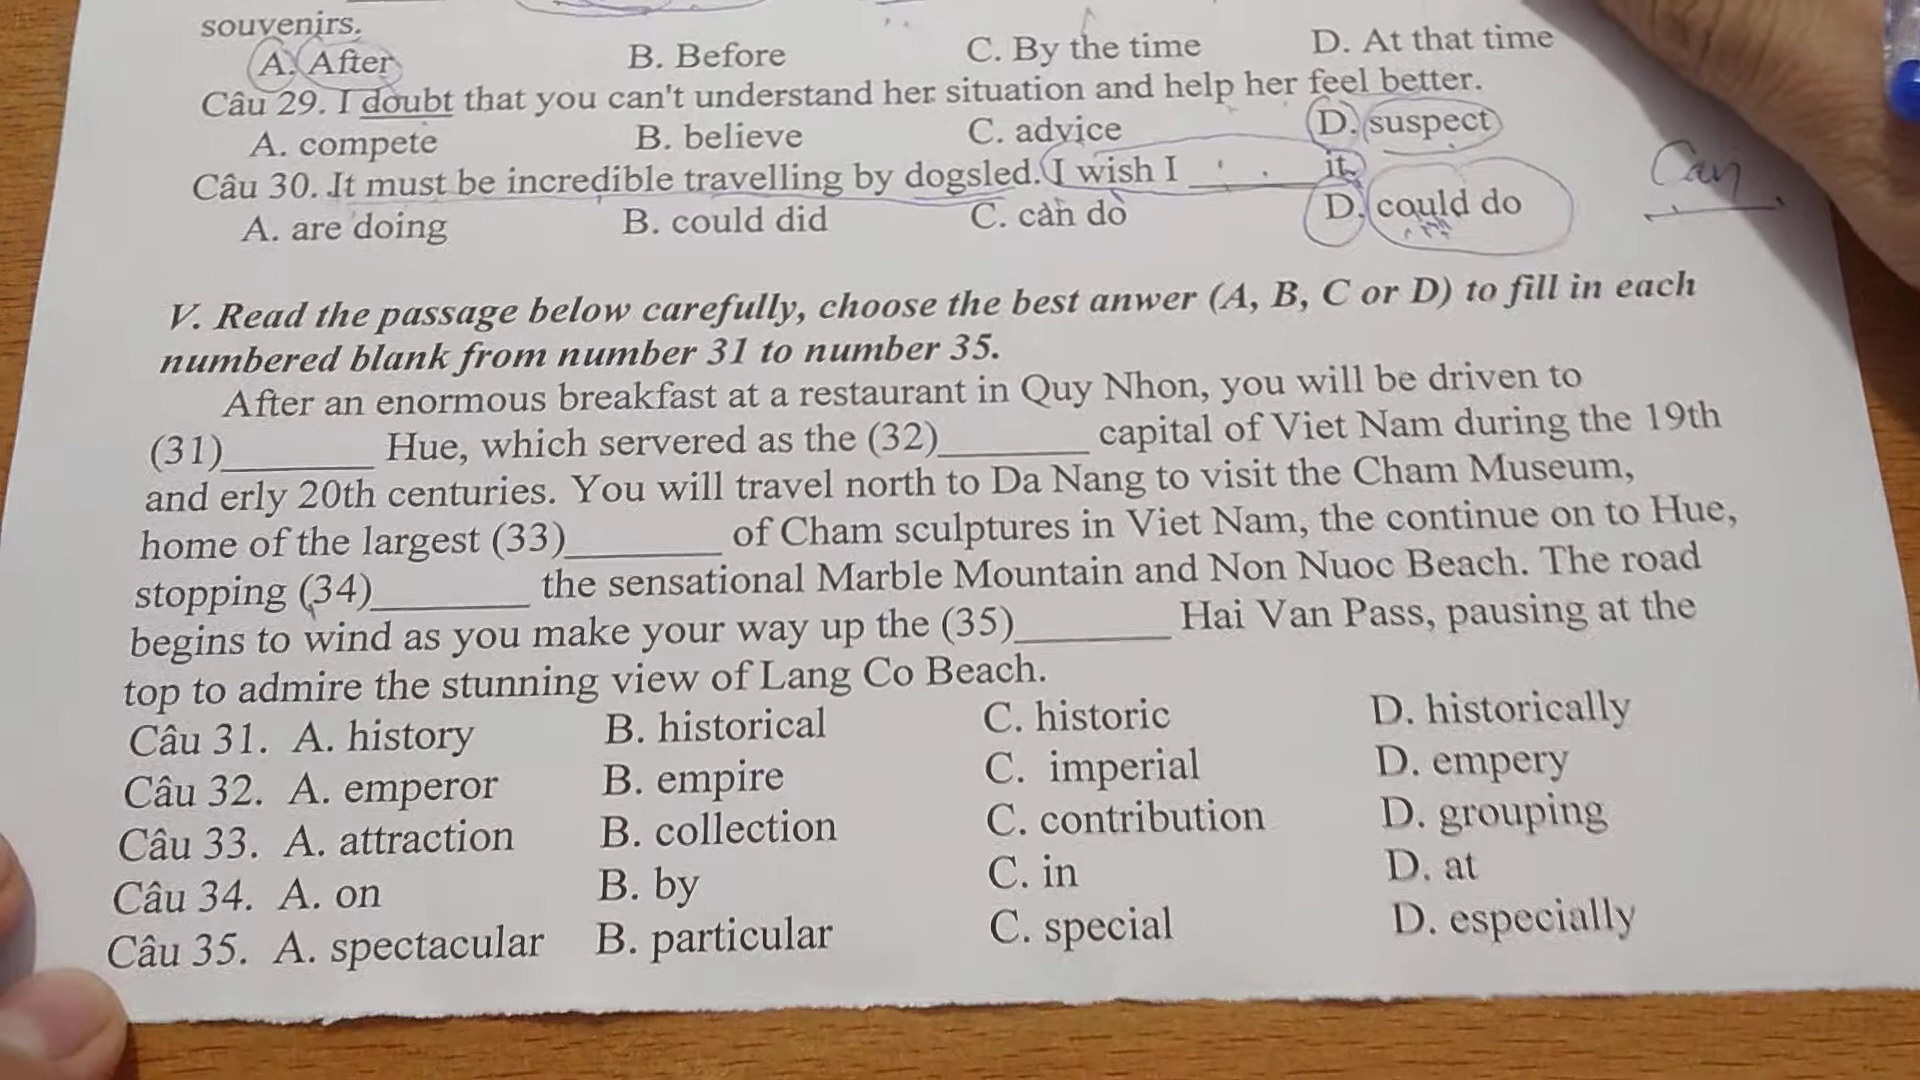 souvenirs.
A. After B. Before C. By the time D. At that time
Câu 29. I doubt that you can't understand her situation and help her feel better.
A. compete B. believe C. advice D. suspect
Câu 30. It must be incredible travelling by dogsled. I wish I ______ it.
A. are doing B. could did C. can do D. could do
Can
V. Read the passage below carefully, choose the best anwer (A, B, C or D) to fill in each
numbered blank from number 31 to number 35.
After an enormous breakfast at a restaurant in Quy Nhon, you will be driven to
(31)_______ Hue, which servered as the (32)_______ capital of Viet Nam during the 19th
and erly 20th centuries. You will travel north to Da Nang to visit the Cham Museum,
home of the largest (33)_______ of Cham sculptures in Viet Nam, the continue on to Hue,
stopping (34)_______ the sensational Marble Mountain and Non Nuoc Beach. The road
begins to wind as you make your way up the (35)_______ Hai Van Pass, pausing at the
top to admire the stunning view of Lang Co Beach.
Câu 31. A. history B. historical C. historic D. historically
Câu 32. A. emperor B. empire C. imperial D. empery
Câu 33. A. attraction B. collection C. contribution D. grouping
Câu 34. A. on B. by C. in D. at
Câu 35. A. spectacular B. particular C. special D. especially